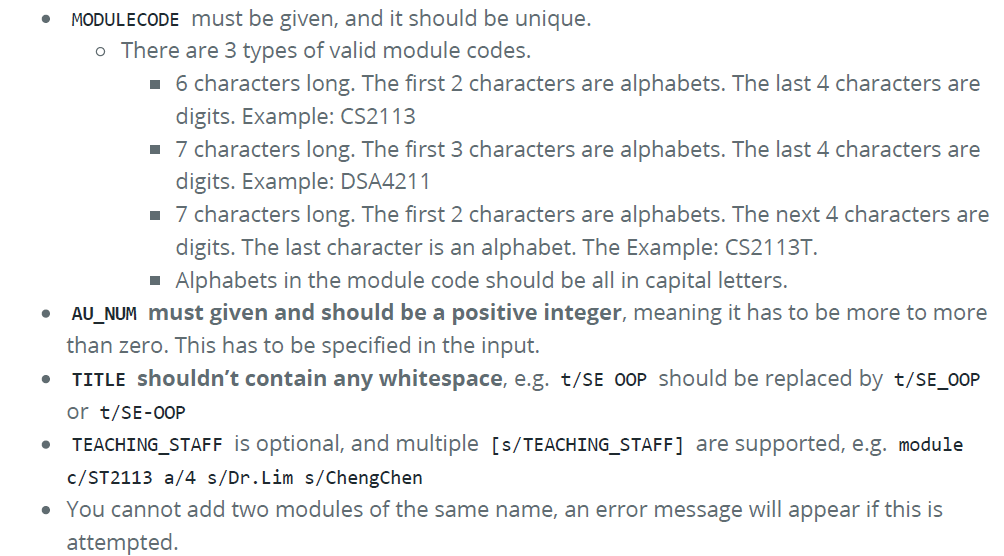 • MODULECODE must be given, and it should be unique.
○ There are 3 types of valid module codes.
■ 6 characters long. The first 2 characters are alphabets. The last 4 characters are
digits. Example: CS2113
■ 7 characters long. The first 3 characters are alphabets. The last 4 characters are
digits. Example: DSA4211
■ 7 characters long. The first 2 characters are alphabets. The next 4 characters are
digits. The last character is an alphabet. The Example: CS2113T.
■ Alphabets in the module code should be all in capital letters.
• AU_NUM must given and should be a positive integer, meaning it has to be more to more
than zero. This has to be specified in the input.
• TITLE shouldn’t contain any whitespace, e.g. t/SE OOP should be replaced by t/SE_OOP
or t/SE-OOP
• TEACHING_STAFF is optional, and multiple [s/TEACHING_STAFF] are supported, e.g. module
c/ST2113 a/4 s/Dr.Lim s/ChengChen
• You cannot add two modules of the same name, an error message will appear if this is
attempted.